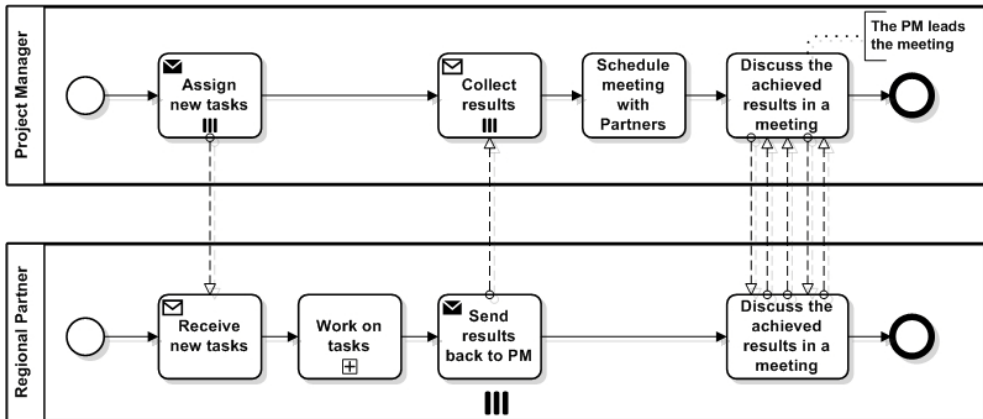 Project Manager
Assign
new tasks
Collect
results
Schedule
meeting
with
Partners
Discuss the
achieved
results in a
meeting
The PM leads
the meeting
Regional Partner
Receive
new tasks
Work on
tasks
Send
results
back to PM
Discuss the
achieved
results in a
meeting